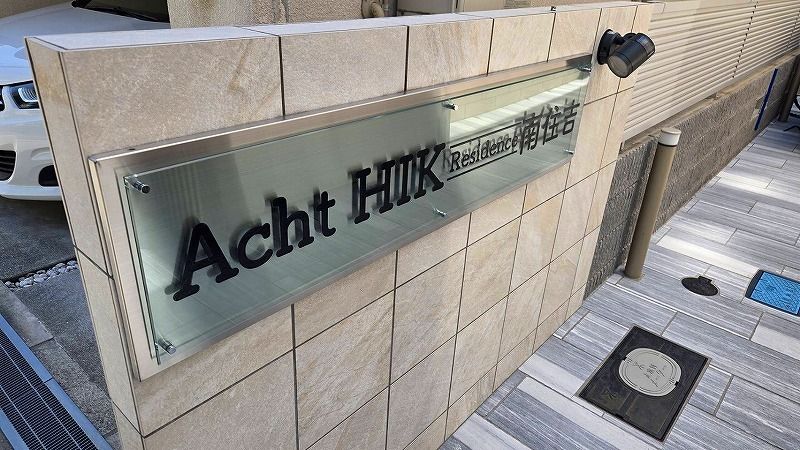 Acht HIK Residence 南住吉